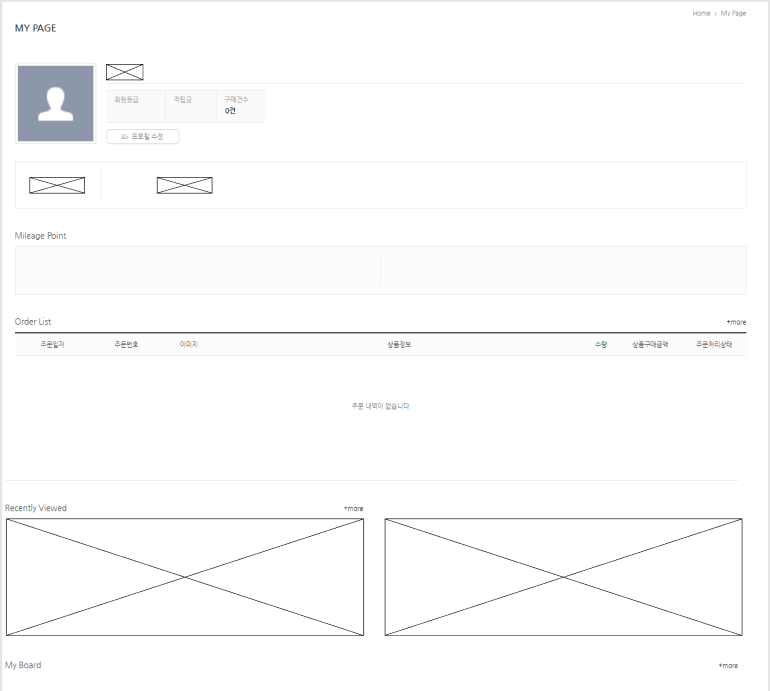 Home > My Page
MY PAGE
회원등급 적립금 구매건수
0건
프로필 수정
Mileage Point
Order List +more
주문일자 주문번호 이미지 상품정보 수량 상품구매금액 주문처리상태
주문 내역이 없습니다
Recently Viewed +more
My Board +more